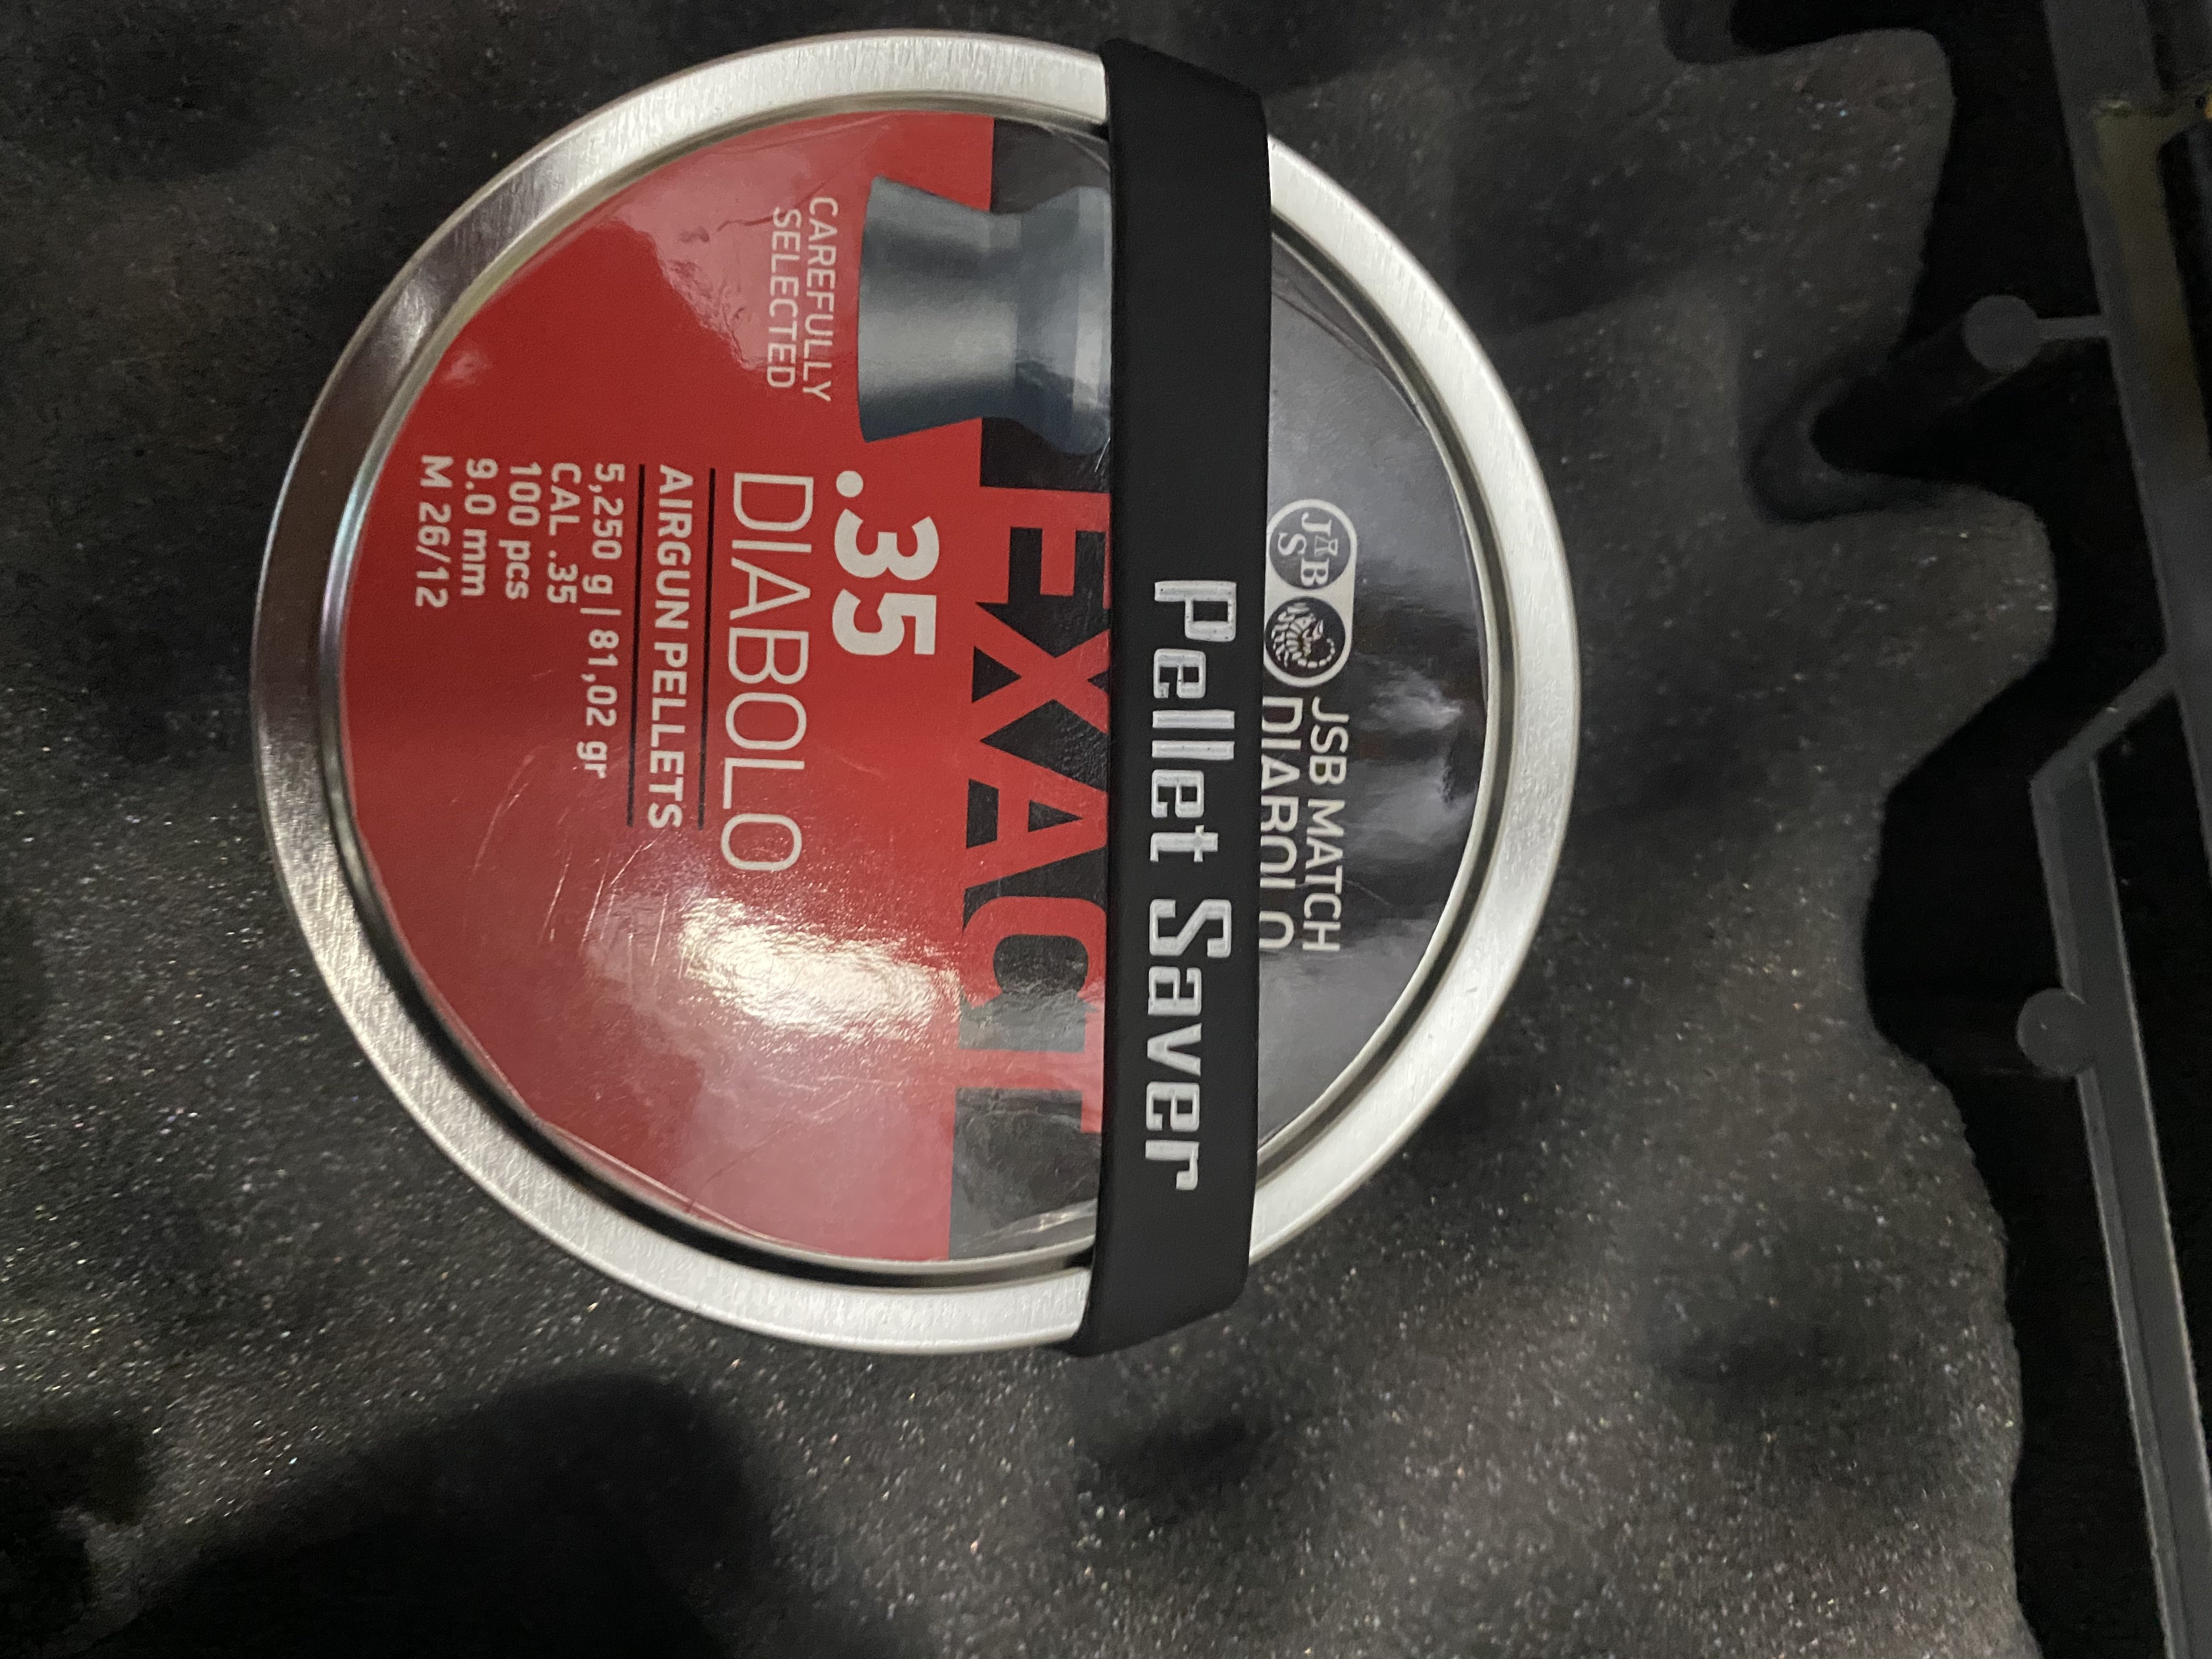 JSB
JSB MATCH
DIABOLO
Pellet Saver
EXACT
.35
DIABOLO
CAREFULLY
SELECTED
AIRGUN PELLETS
5,250 g | 81,02 gr
CAL .35
100 pcs
9.0 mm
M 26/12